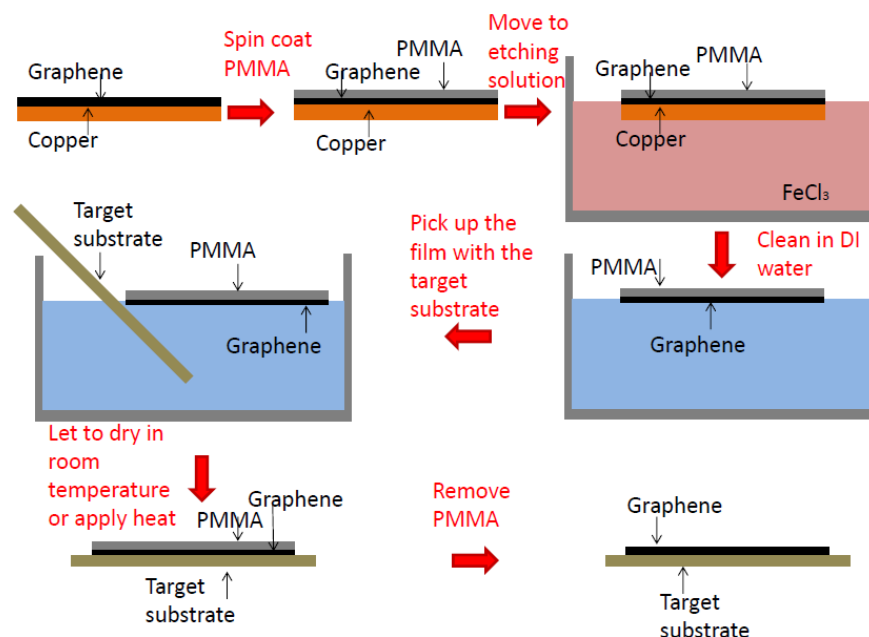 Spin coat
PMMA
Graphene
Copper
PMMA
Graphene
Copper
Move to
etching
solution
PMMA
Graphene
Copper
FeCl₃
Clean in DI
water
PMMA
Graphene
Pick up the
film with the
target
substrate
Target
substrate
PMMA
Graphene
Let to dry in
room
temperature
or apply heat
Graphene
PMMA
Target
substrate
Remove
PMMA
Graphene
Target
substrate